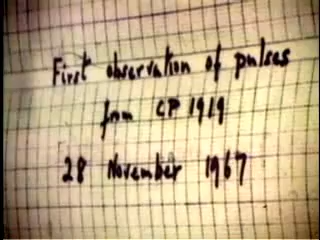 First observation of pulses
from CP 1919
28 November 1967